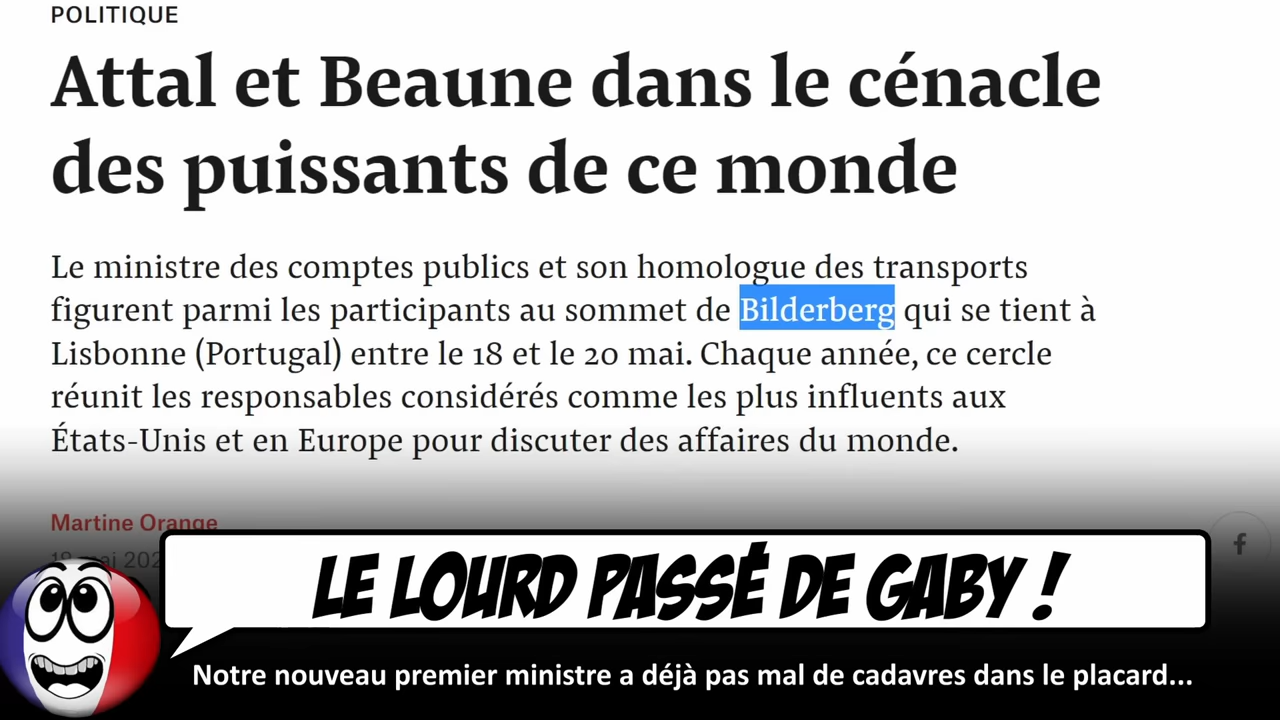 POLITIQUE
Attal et Beaune dans le cénacle
des puissants de ce monde
Le ministre des comptes publics et son homologue des transports
figurent parmi les participants au sommet de Bilderberg qui se tient à
Lisbonne (Portugal) entre le 18 et le 20 mai. Chaque année, ce cercle
réunit les responsables considérés comme les plus influents aux
États-Unis et en Europe pour discuter des affaires du monde.
Martine Orange
mai
LE LOURD PASSÉ DE GABY !
Notre nouveau premier ministre a déjà pas mal de cadavres dans le placard...